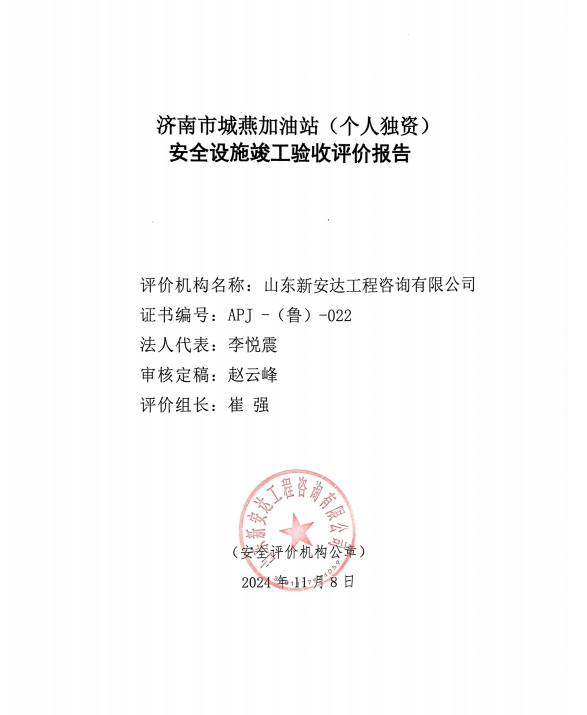 济南市城燕加油站（个人独资）
安全设施竣工验收评价报告
评价机构名称：山东新安达工程咨询有限公司
证书编号：APJ -（鲁）-022
法人代表：李悦震
审核定稿：赵云峰
评价组长：崔 强
山东新安达工程咨询有限公司
（安全评价机构公章）
2024 年 11 月 8 日